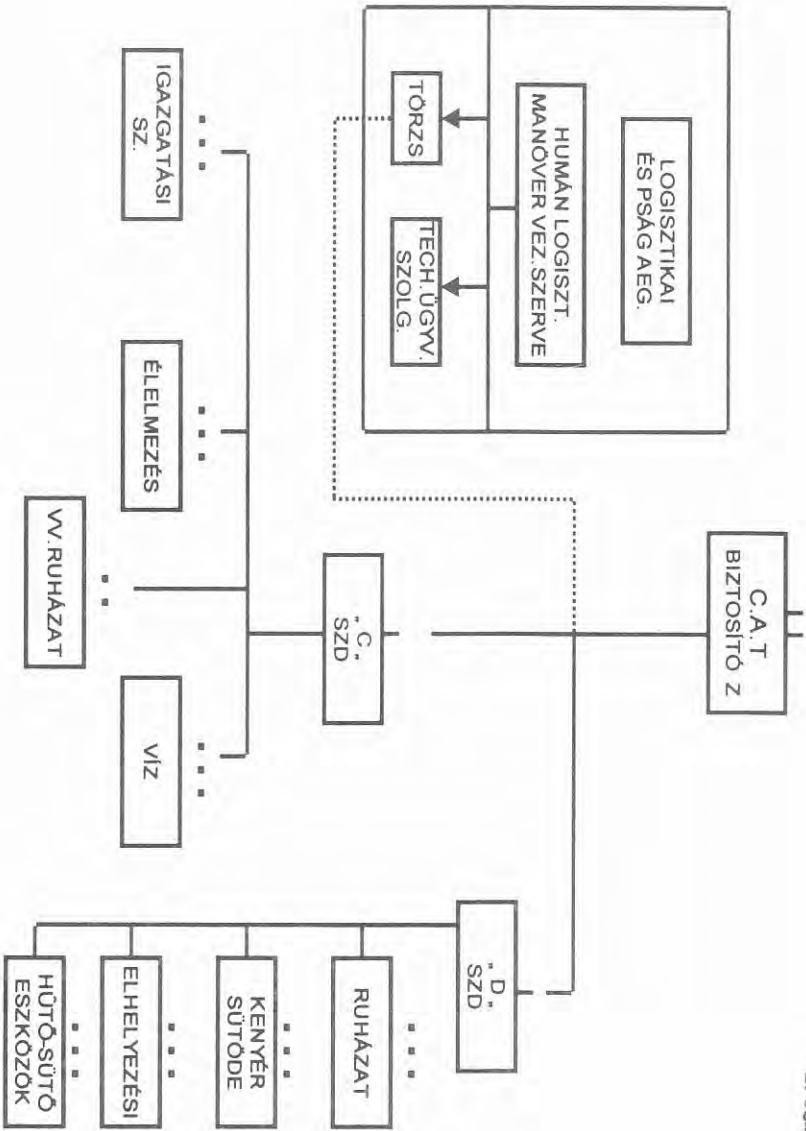 C.A.T
BIZTOSÍTÓ Z
LOGISZTIKAI
ÉS PSÁG AEG.
HUMÁN LOGISZT.
MANŐVER VEZ.SZERVE
TÖRZS
TECH.ÜGYV.
SZOLG.
„ C „
SZD
„ D „
SZD
IGAZGATÁSI
SZ.
ÉLELMEZÉS
VV.RUHÁZAT
VÍZ
RUHÁZAT
KENYÉR
SÜTÖDE
ELHELYEZÉSI
HŰTŐ-SÜTŐ
ESZKÖZÖK